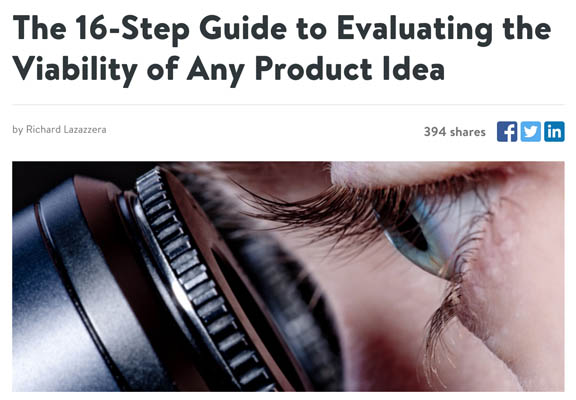 The 16-Step Guide to Evaluating the
Viability of Any Product Idea
by Richard Lazazzera
394 shares